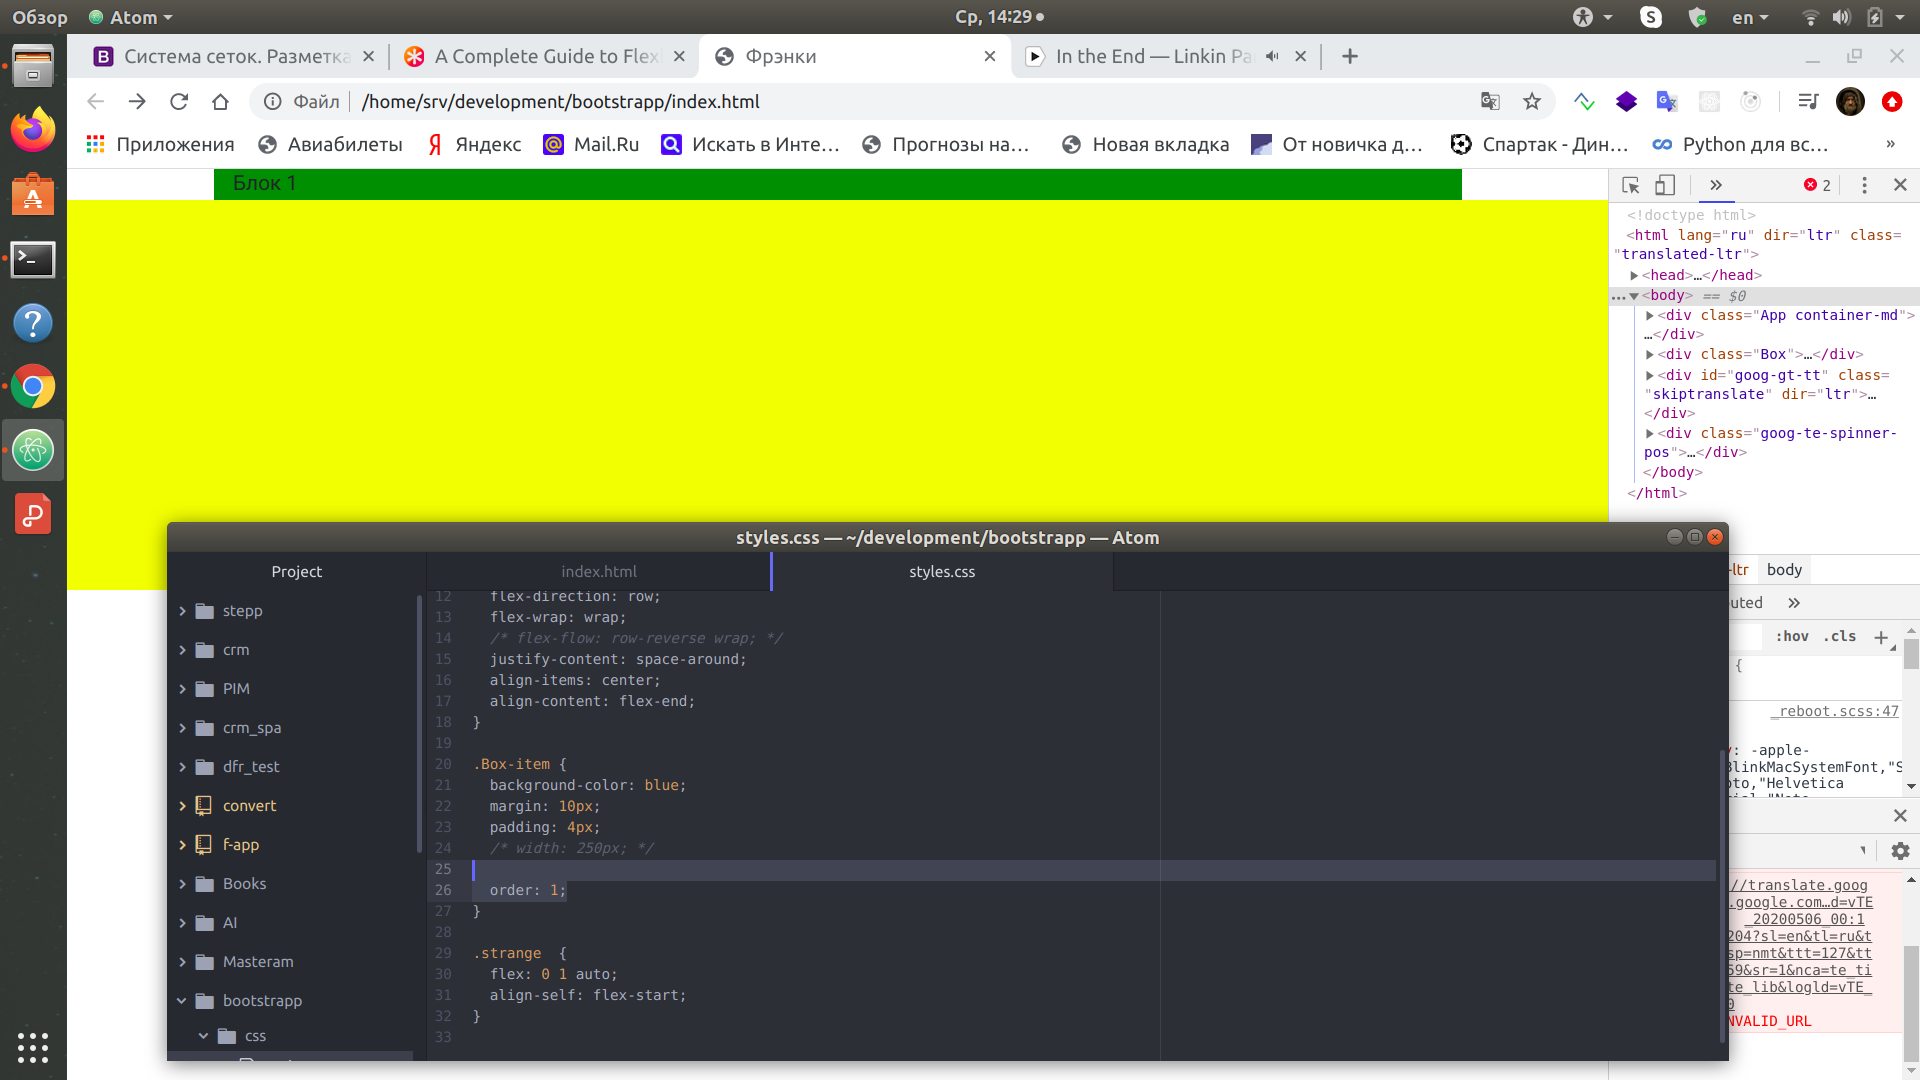 Обзор
Atom
Ср, 14:29
en
Система сеток. Разметка
A Complete Guide to Flex
Фрэнки
In the End — Linkin Pa
Файл
/home/srv/development/bootstrapp/index.html
Приложения
Авиабилеты
Яндекс
Mail.Ru
Искать в Инте…
Прогнозы на…
Новая вкладка
От новичка д…
Спартак - Дин…
Python для вс…
»
Блок 1
»
2
<!doctype html>
<html lang="ru" dir="ltr" class=
"translated-ltr">
<head>…</head>
<body> == $0
<div class="App container-md">
…</div>
<div class="Box">…</div>
<div id="goog-gt-tt" class=
"skiptranslate" dir="ltr">…
</div>
<div class="goog-te-spinner-
pos">…</div>
</body>
</html>
-ltr
body
uted
»
:hov
.cls
+
{
_reboot.scss:47
: -apple-
BlinkMacSystemFont,"S
oto,"Helvetica
//translate.goog
.google.com…d=vTE
_20200506_00:1
204?sl=en&tl=ru&t
sp=nmt&ttt=127&tt
59&sr=1&nca=te_ti
te_lib&logld=vTE_
0
NVALID_URL
styles.css — ~/development/bootstrapp — Atom
Project
index.html
styles.css
stepp
crm
PIM
crm_spa
dfr_test
convert
f-app
Books
AI
Masteram
bootstrapp
css
12 flex-direction: row;
13 flex-wrap: wrap;
14 /* flex-flow: row-reverse wrap; */
15 justify-content: space-around;
16 align-items: center;
17 align-content: flex-end;
18 }
19
20 .Box-item {
21 background-color: blue;
22 margin: 10px;
23 padding: 4px;
24 /* width: 250px; */
25
26 order: 1;
27 }
28
29 .strange {
30 flex: 0 1 auto;
31 align-self: flex-start;
32 }
33